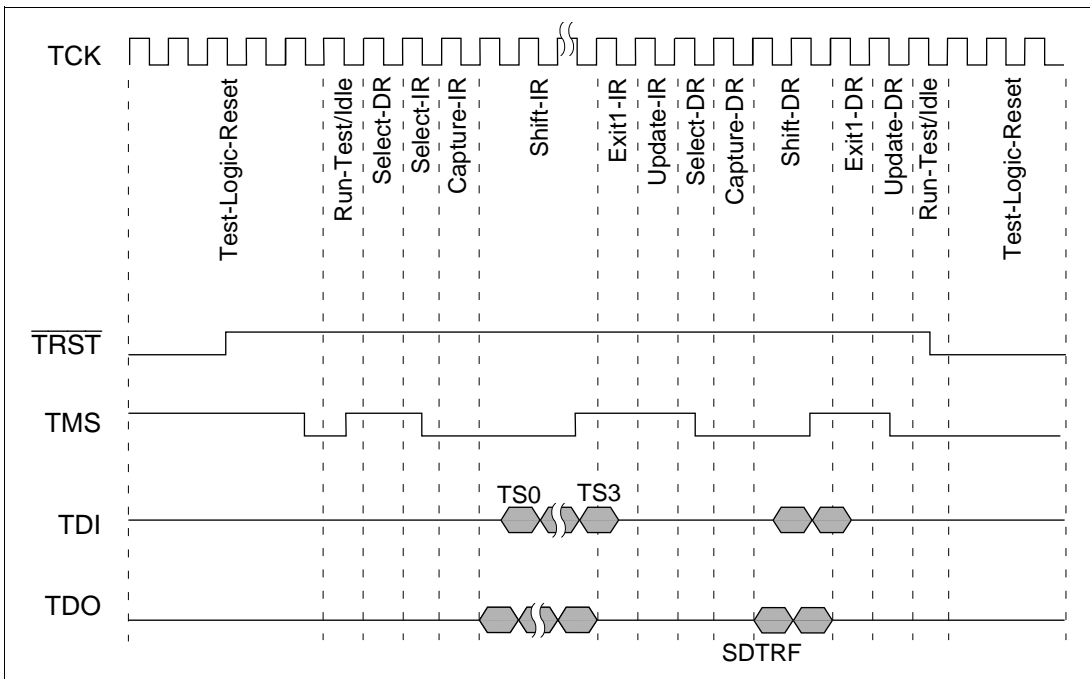 TCK
Test-Logic-Reset
Run-Test/Idle
Select-DR
Select-IR
Capture-IR
Shift-IR
Exit1-IR
Update-IR
Select-DR
Capture-DR
Shift-DR
Exit1-DR
Update-DR
Run-Test/Idle
Test-Logic-Reset
TRST
TMS
TS0 TS3
TDI
TDO
SDTRF